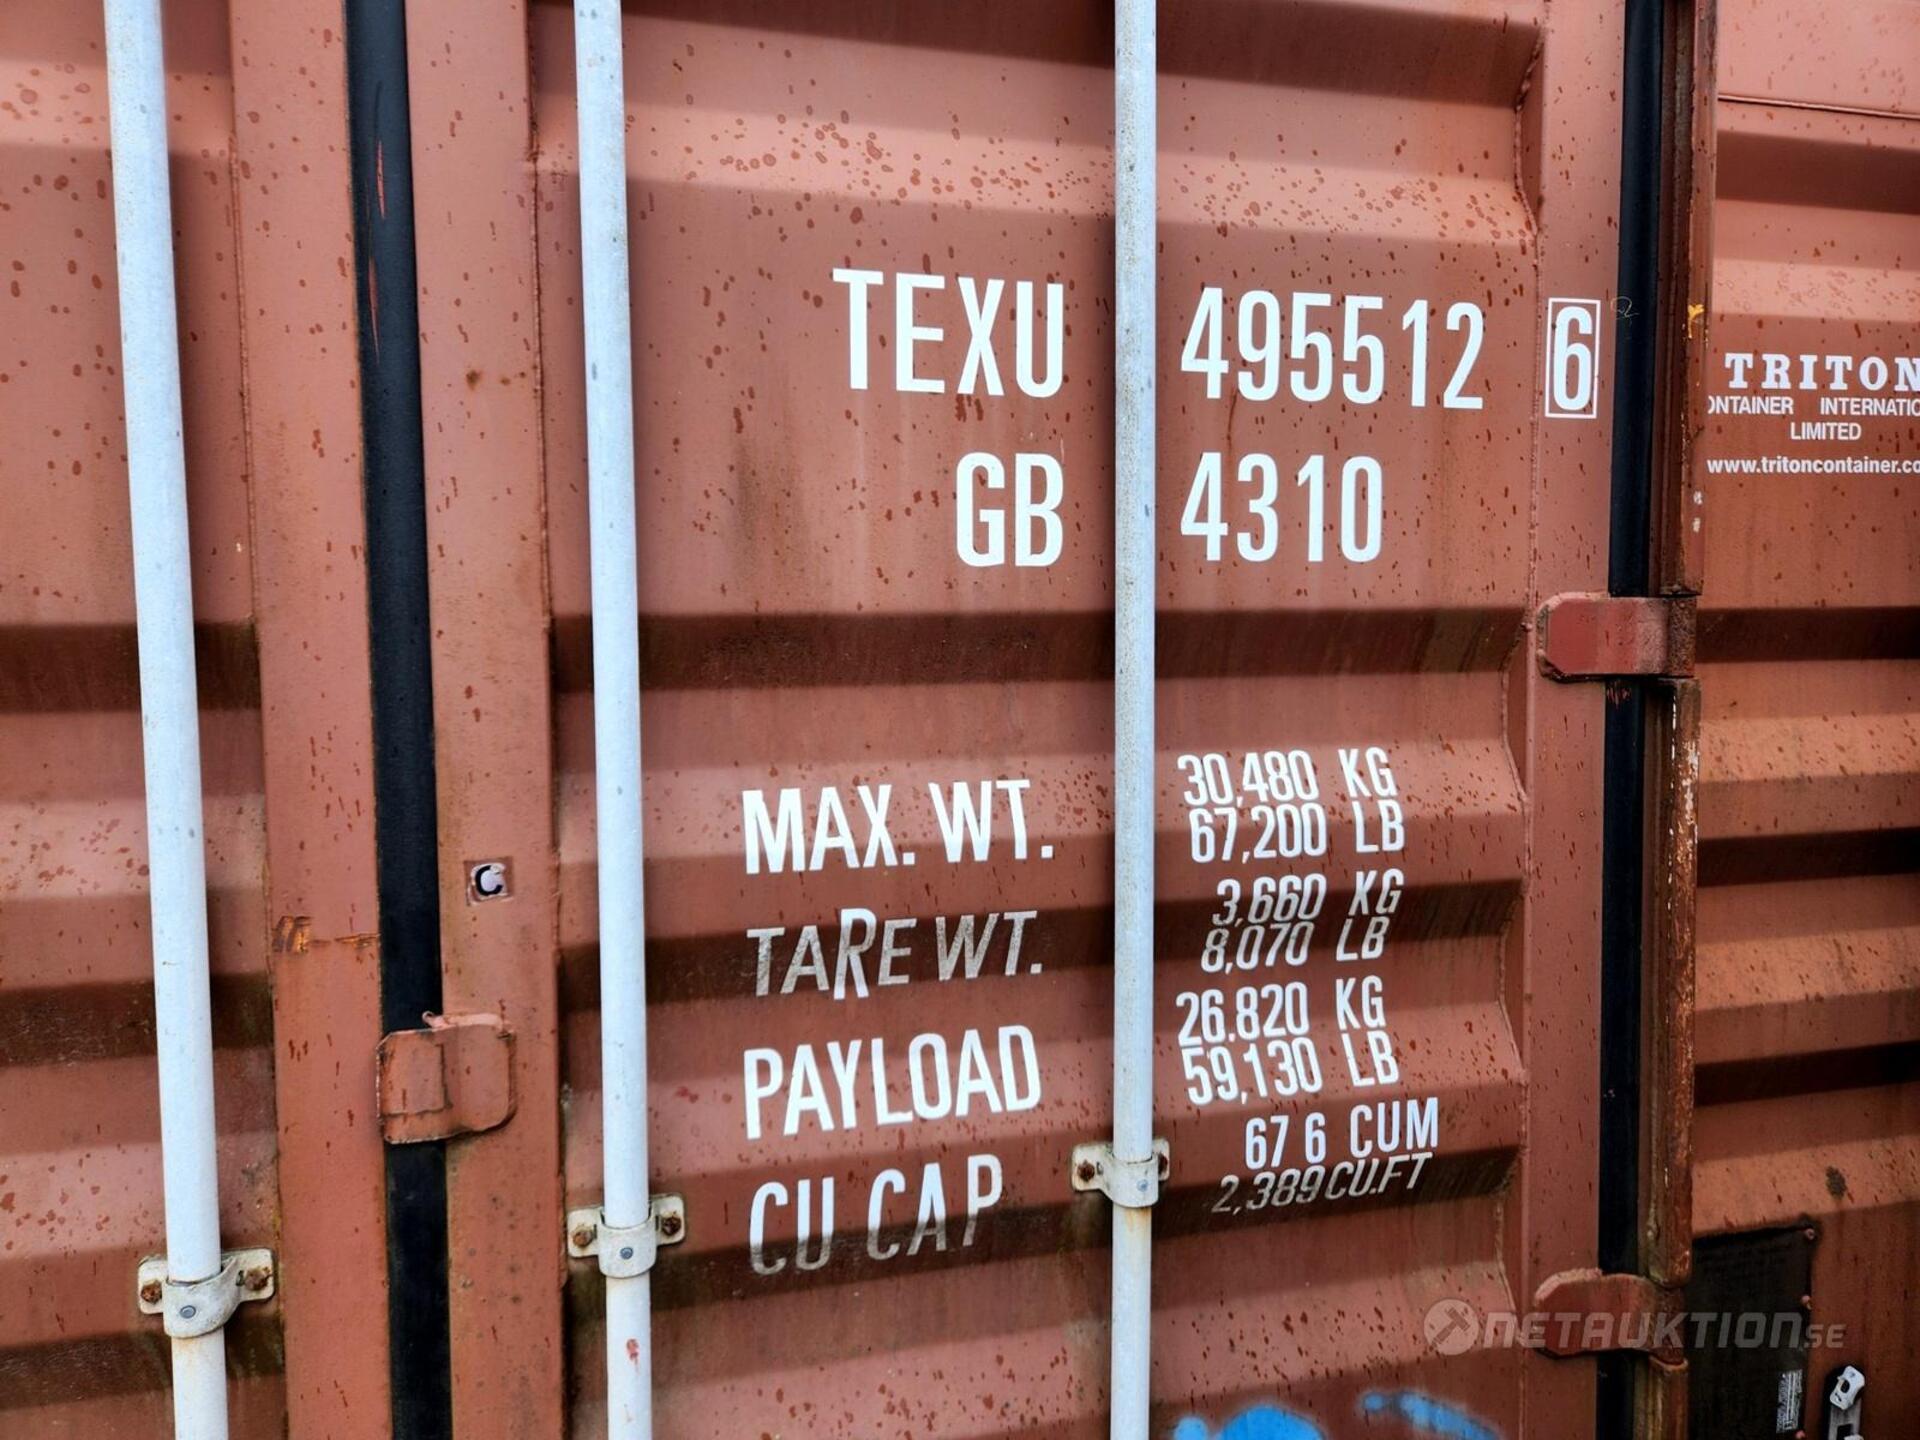 TEXU 495512 6
GB 4310
MAX. WT. 30,480 KG
67,200 LB
TARE WT. 3,660 KG
8,070 LB
PAYLOAD 26,820 KG
59,130 LB
CU CAP 67 6 CUM
2,389 CU.FT
TRITON
ONTAINER INTERNATIO
LIMITED
www.tritoncontainer.co
NETAUKTION.SE